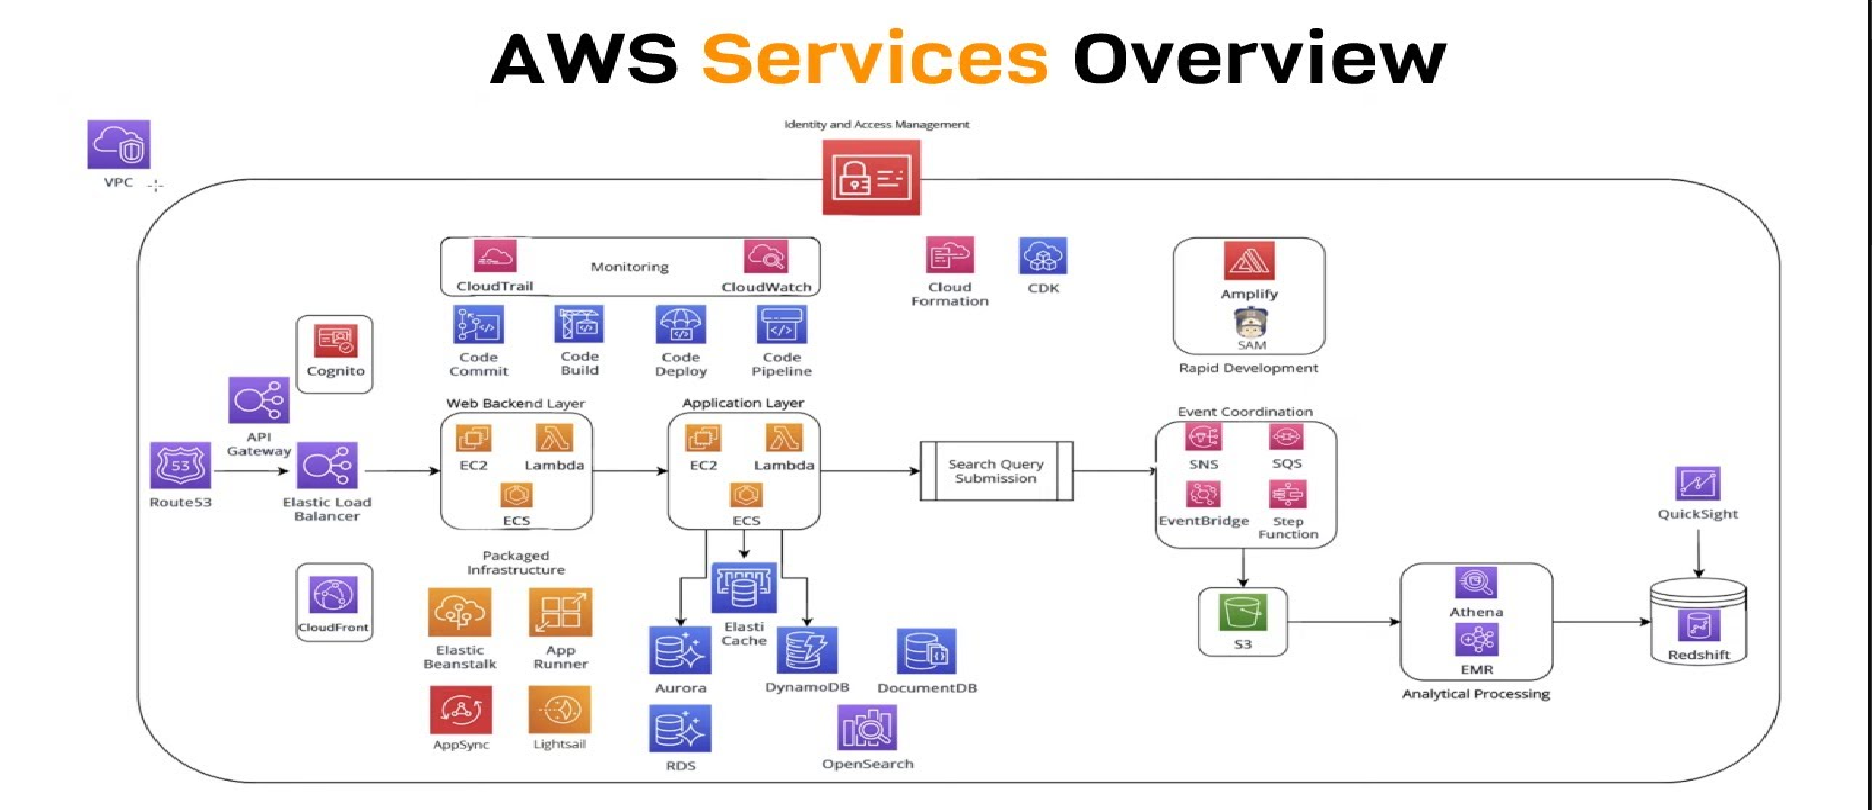 AWS Services Overview
Identity and Access Management
VPC
CloudTrail
Monitoring
CloudWatch
Cloud
Formation
CDK
Amplify
SAM
Rapid Development
Code
Commit
Code
Build
Code
Deploy
Code
Pipeline
Cognito
API
Gateway
53
Route53
Elastic Load
Balancer
CloudFront
Web Backend Layer
EC2
Lambda
ECS
Application Layer
EC2
Lambda
ECS
Search Query
Submission
Event Coordination
SNS
SQS
EventBridge
Step
Function
Packaged
Infrastructure
Elastic
Beanstalk
App
Runner
AppSync
Lightsail
Elasti
Cache
Aurora
DynamoDB
DocumentDB
RDS
OpenSearch
S3
Athena
EMR
Analytical Processing
QuickSight
Redshift